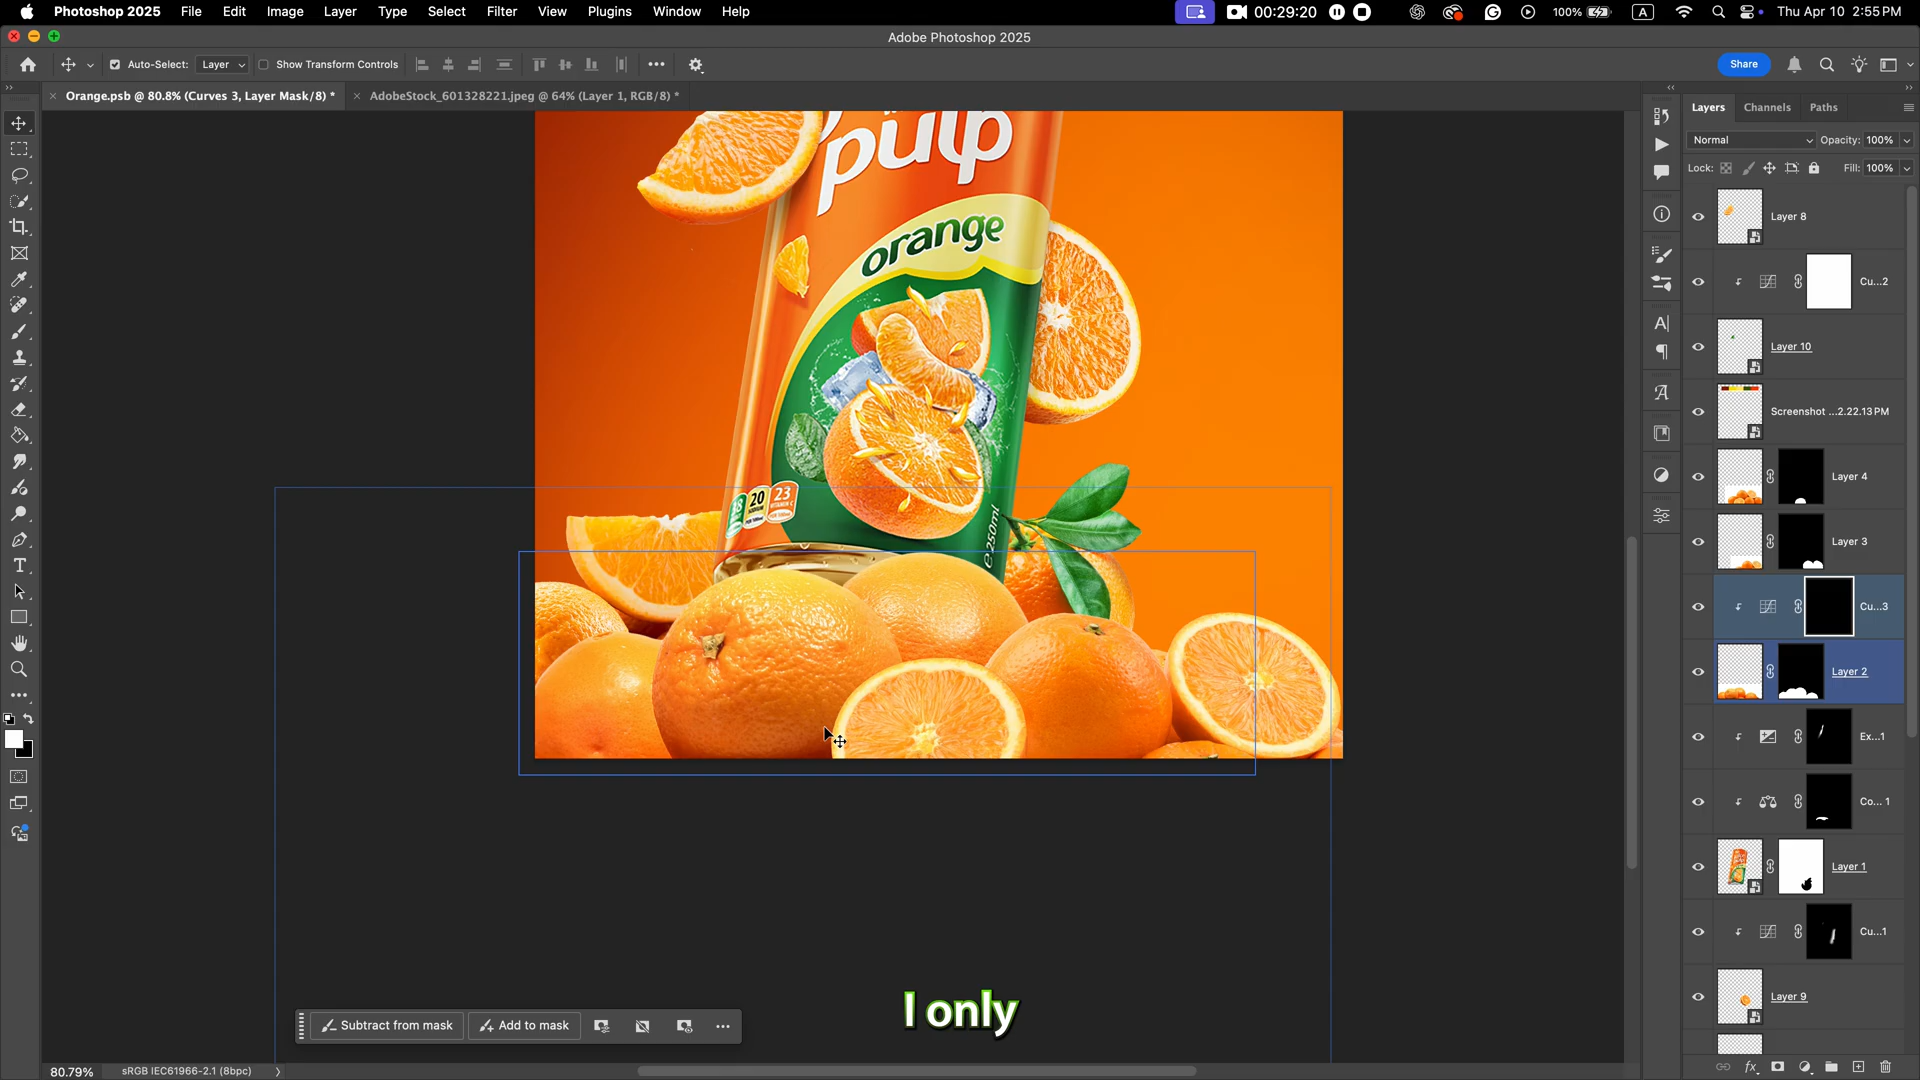 Photoshop 2025 File Edit Image Layer Type Select Filter View Plugins Window Help 00:29:20 100% A Thu Apr 10 2:55 PM
Adobe Photoshop 2025
Auto-Select: Layer Show Transform Controls Share
Orange.psb @ 80.8% (Curves 3, Layer Mask/8) * AdobeStock_601328221.jpeg @ 64% (Layer 1, RGB/8) *
Layers Channels Paths
Normal Opacity: 100%
Lock: Fill: 100%
pulp
orange
20
23
e 250ml
Layer 8
Cu...2
Layer 10
Screenshot ...2.22.13 PM
Layer 4
Layer 3
Cu...3
Layer 2
Ex...1
Co... 1
Layer 1
Cu...1
Layer 9
I only
Subtract from mask Add to mask
80.79% sRGB IEC61966-2.1 (8bpc)